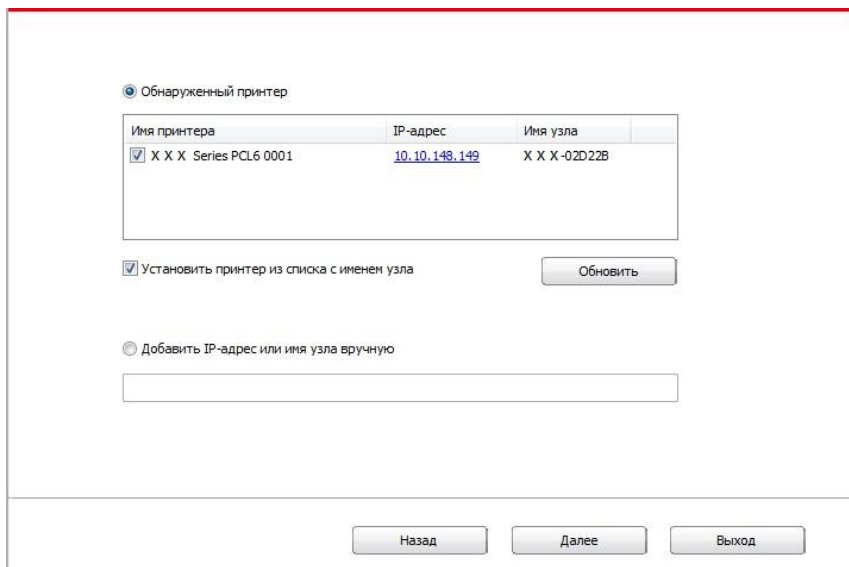 Обнаруженный принтер
Имя принтера IP-адрес Имя узла
X X X Series PCL6 0001 10.10.148.149 X X X-02D22B
Установить принтер из списка с именем узла Обновить
Добавить IP-адрес или имя узла вручную
Назад Далее Выход